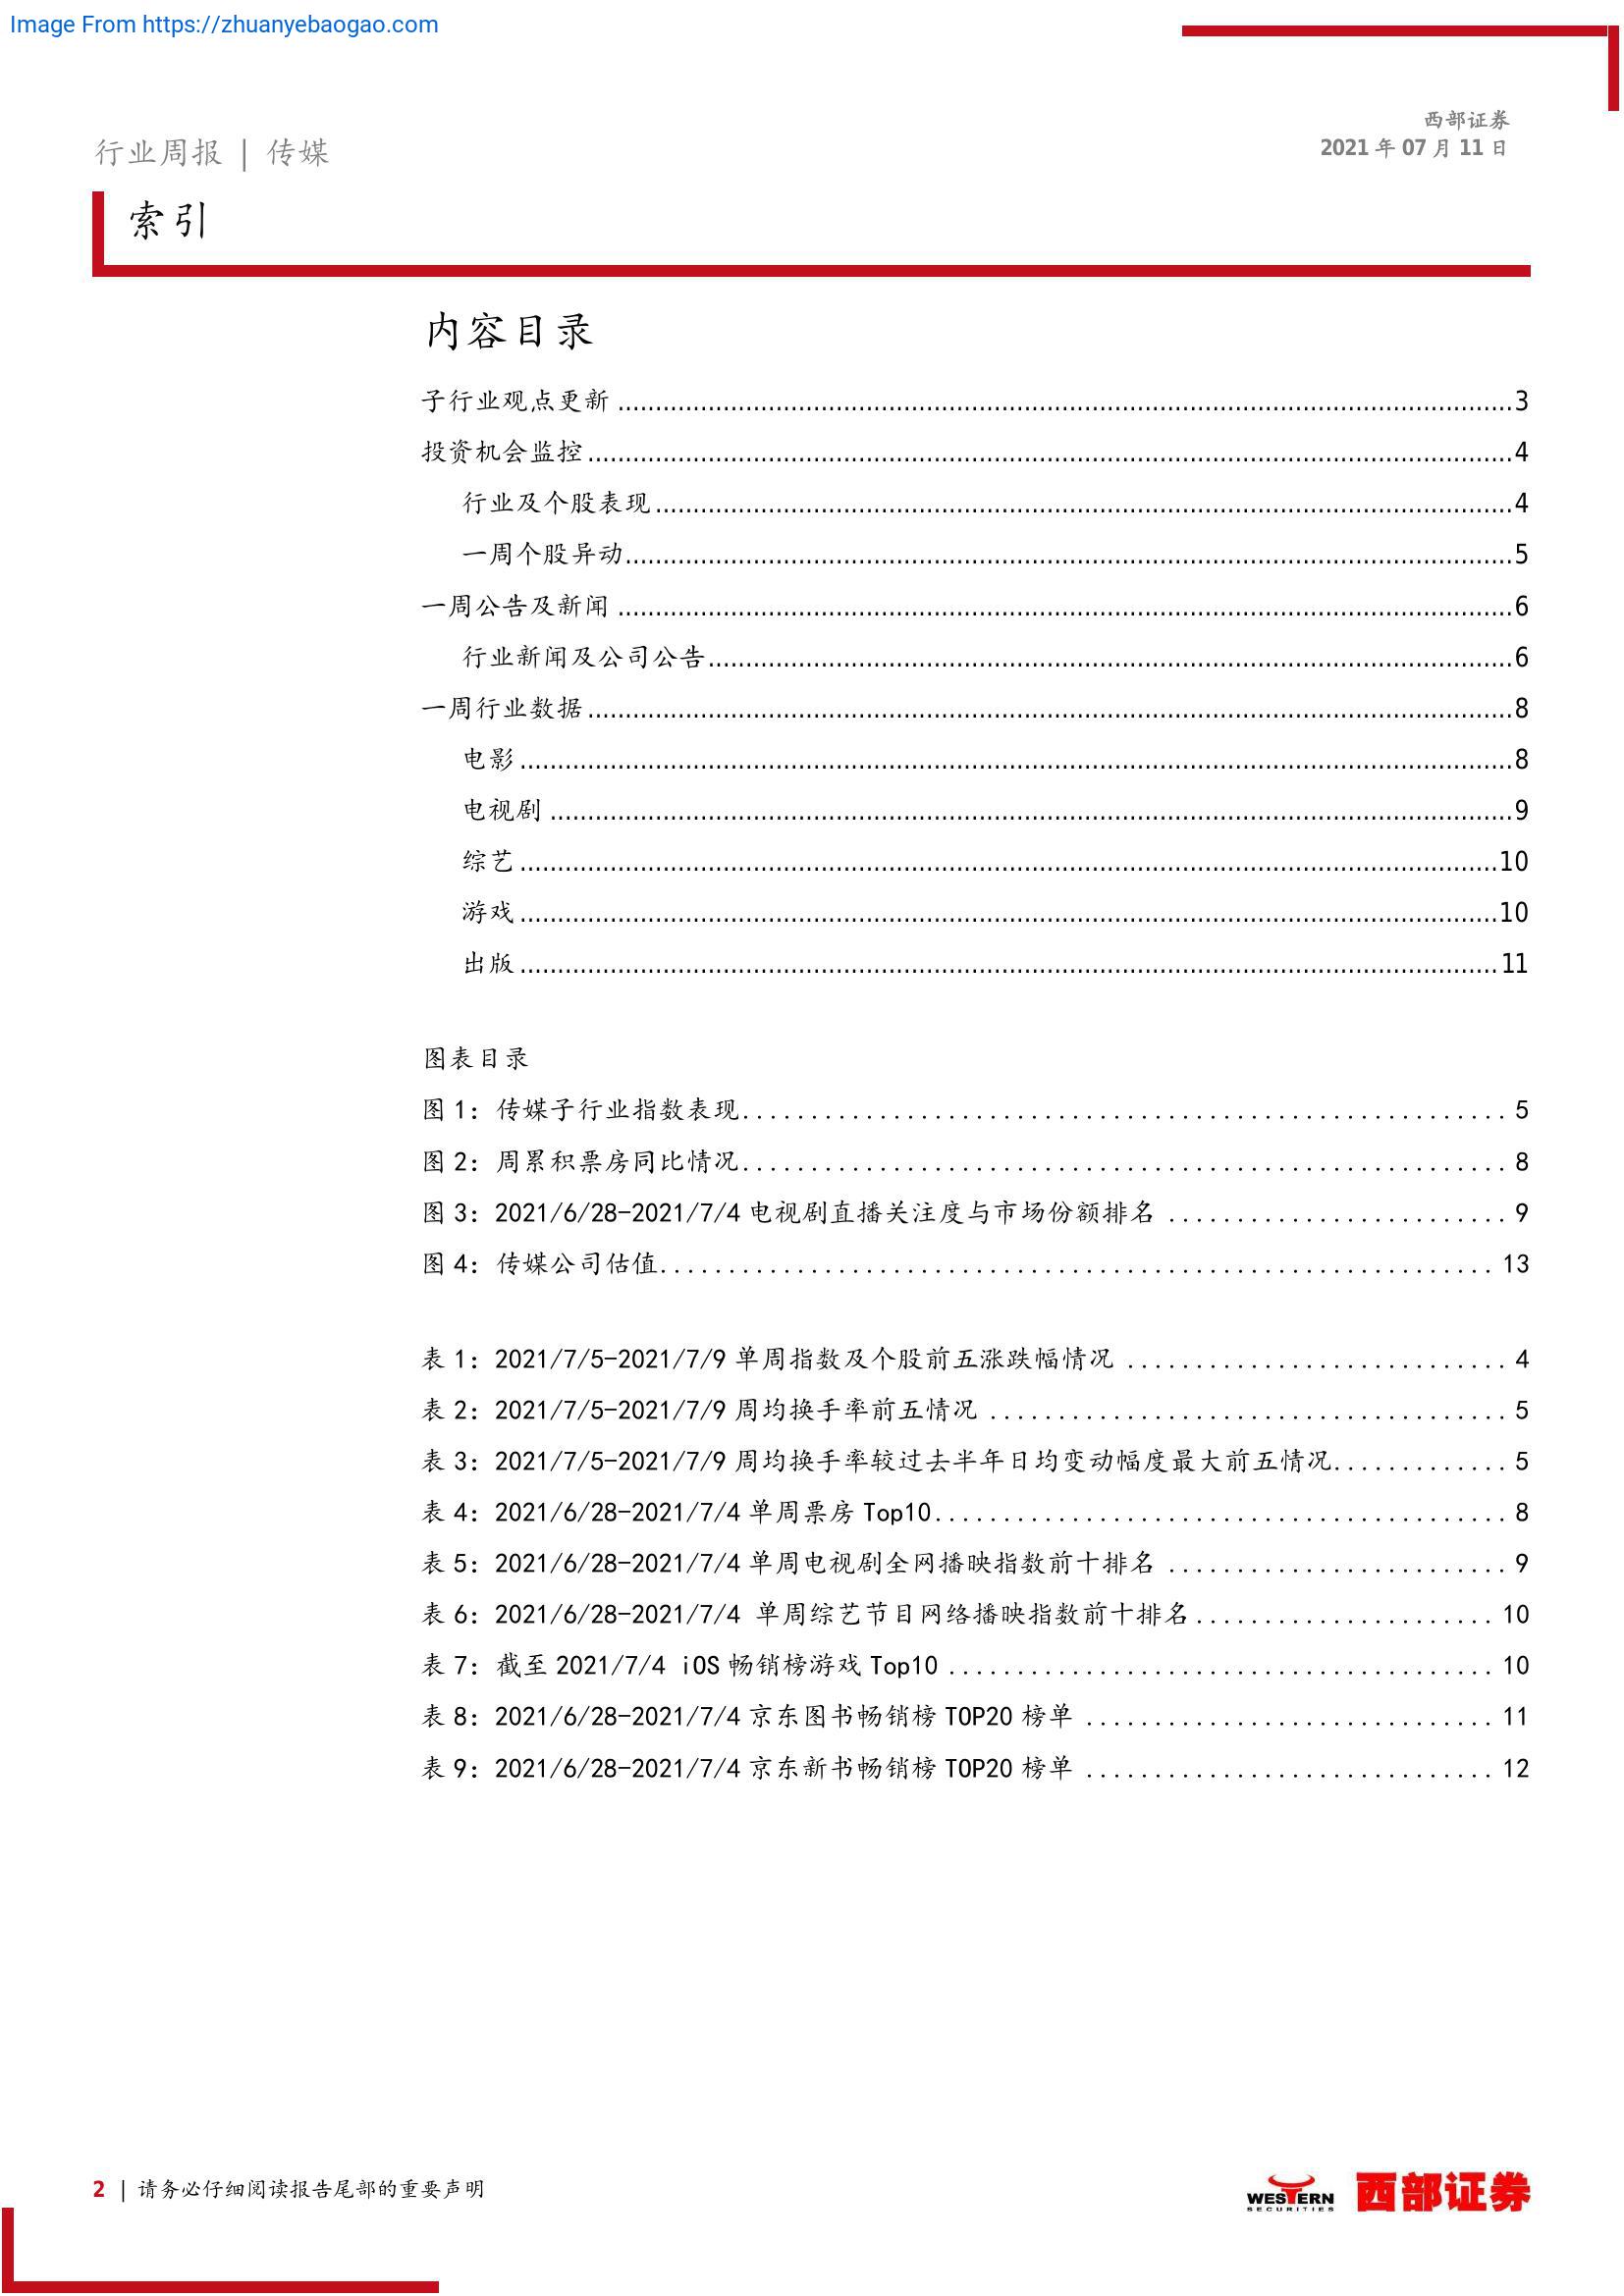 Image From https://zhuanyebaogao.com
西部证券
2021 年 07 月 11 日
行业周报 | 传媒
索引
内容目录
子行业观点更新 ........ 3
投资机会监控 ........ 4
行业及个股表现 ........ 4
一周个股异动 ........ 5
一周公告及新闻 ........ 6
行业新闻及公司公告 ........ 6
一周行业数据 ........ 8
电影 ........ 8
电视剧 ........ 9
综艺 ........ 10
游戏 ........ 10
出版 ........ 11
图表目录
图 1：传媒子行业指数表现 ........ 5
图 2：周累积票房同比情况 ........ 8
图 3：2021/6/28-2021/7/4 电视剧直播关注度与市场份额排名 ........ 9
图 4：传媒公司估值 ........ 13
表 1：2021/7/5-2021/7/9 单周指数及个股前五涨跌幅情况 ........ 4
表 2：2021/7/5-2021/7/9 周均换手率前五情况 ........ 5
表 3：2021/7/5-2021/7/9 周均换手率较过去半年日均变动幅度最大前五情况 ........ 5
表 4：2021/6/28-2021/7/4 单周票房 Top10 ........ 8
表 5：2021/6/28-2021/7/4 单周电视剧全网播映指数前十排名 ........ 9
表 6：2021/6/28-2021/7/4 单周综艺节目网络播映指数前十排名 ........ 10
表 7：截至 2021/7/4 iOS 畅销榜游戏 Top10 ........ 10
表 8：2021/6/28-2021/7/4 京东图书畅销榜 TOP20 榜单 ........ 11
表 9：2021/6/28-2021/7/4 京东新书畅销榜 TOP20 榜单 ........ 12
2 | 请务必仔细阅读报告尾部的重要声明
WESTERN SECURITIES 西部证券